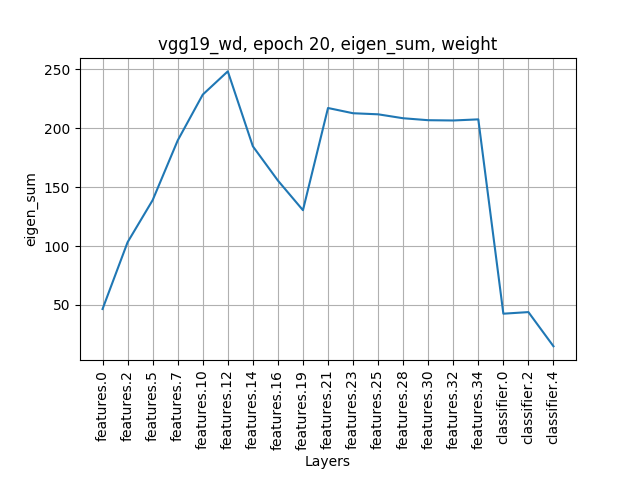 vgg19_wd, epoch 20, eigen_sum, weight
250
200
150
100
50
eigen_sum
features.0
features.2
features.5
features.7
features.10
features.12
features.14
features.16
features.19
features.21
features.23
features.25
features.28
features.30
features.32
features.34
classifier.0
classifier.2
classifier.4
Layers